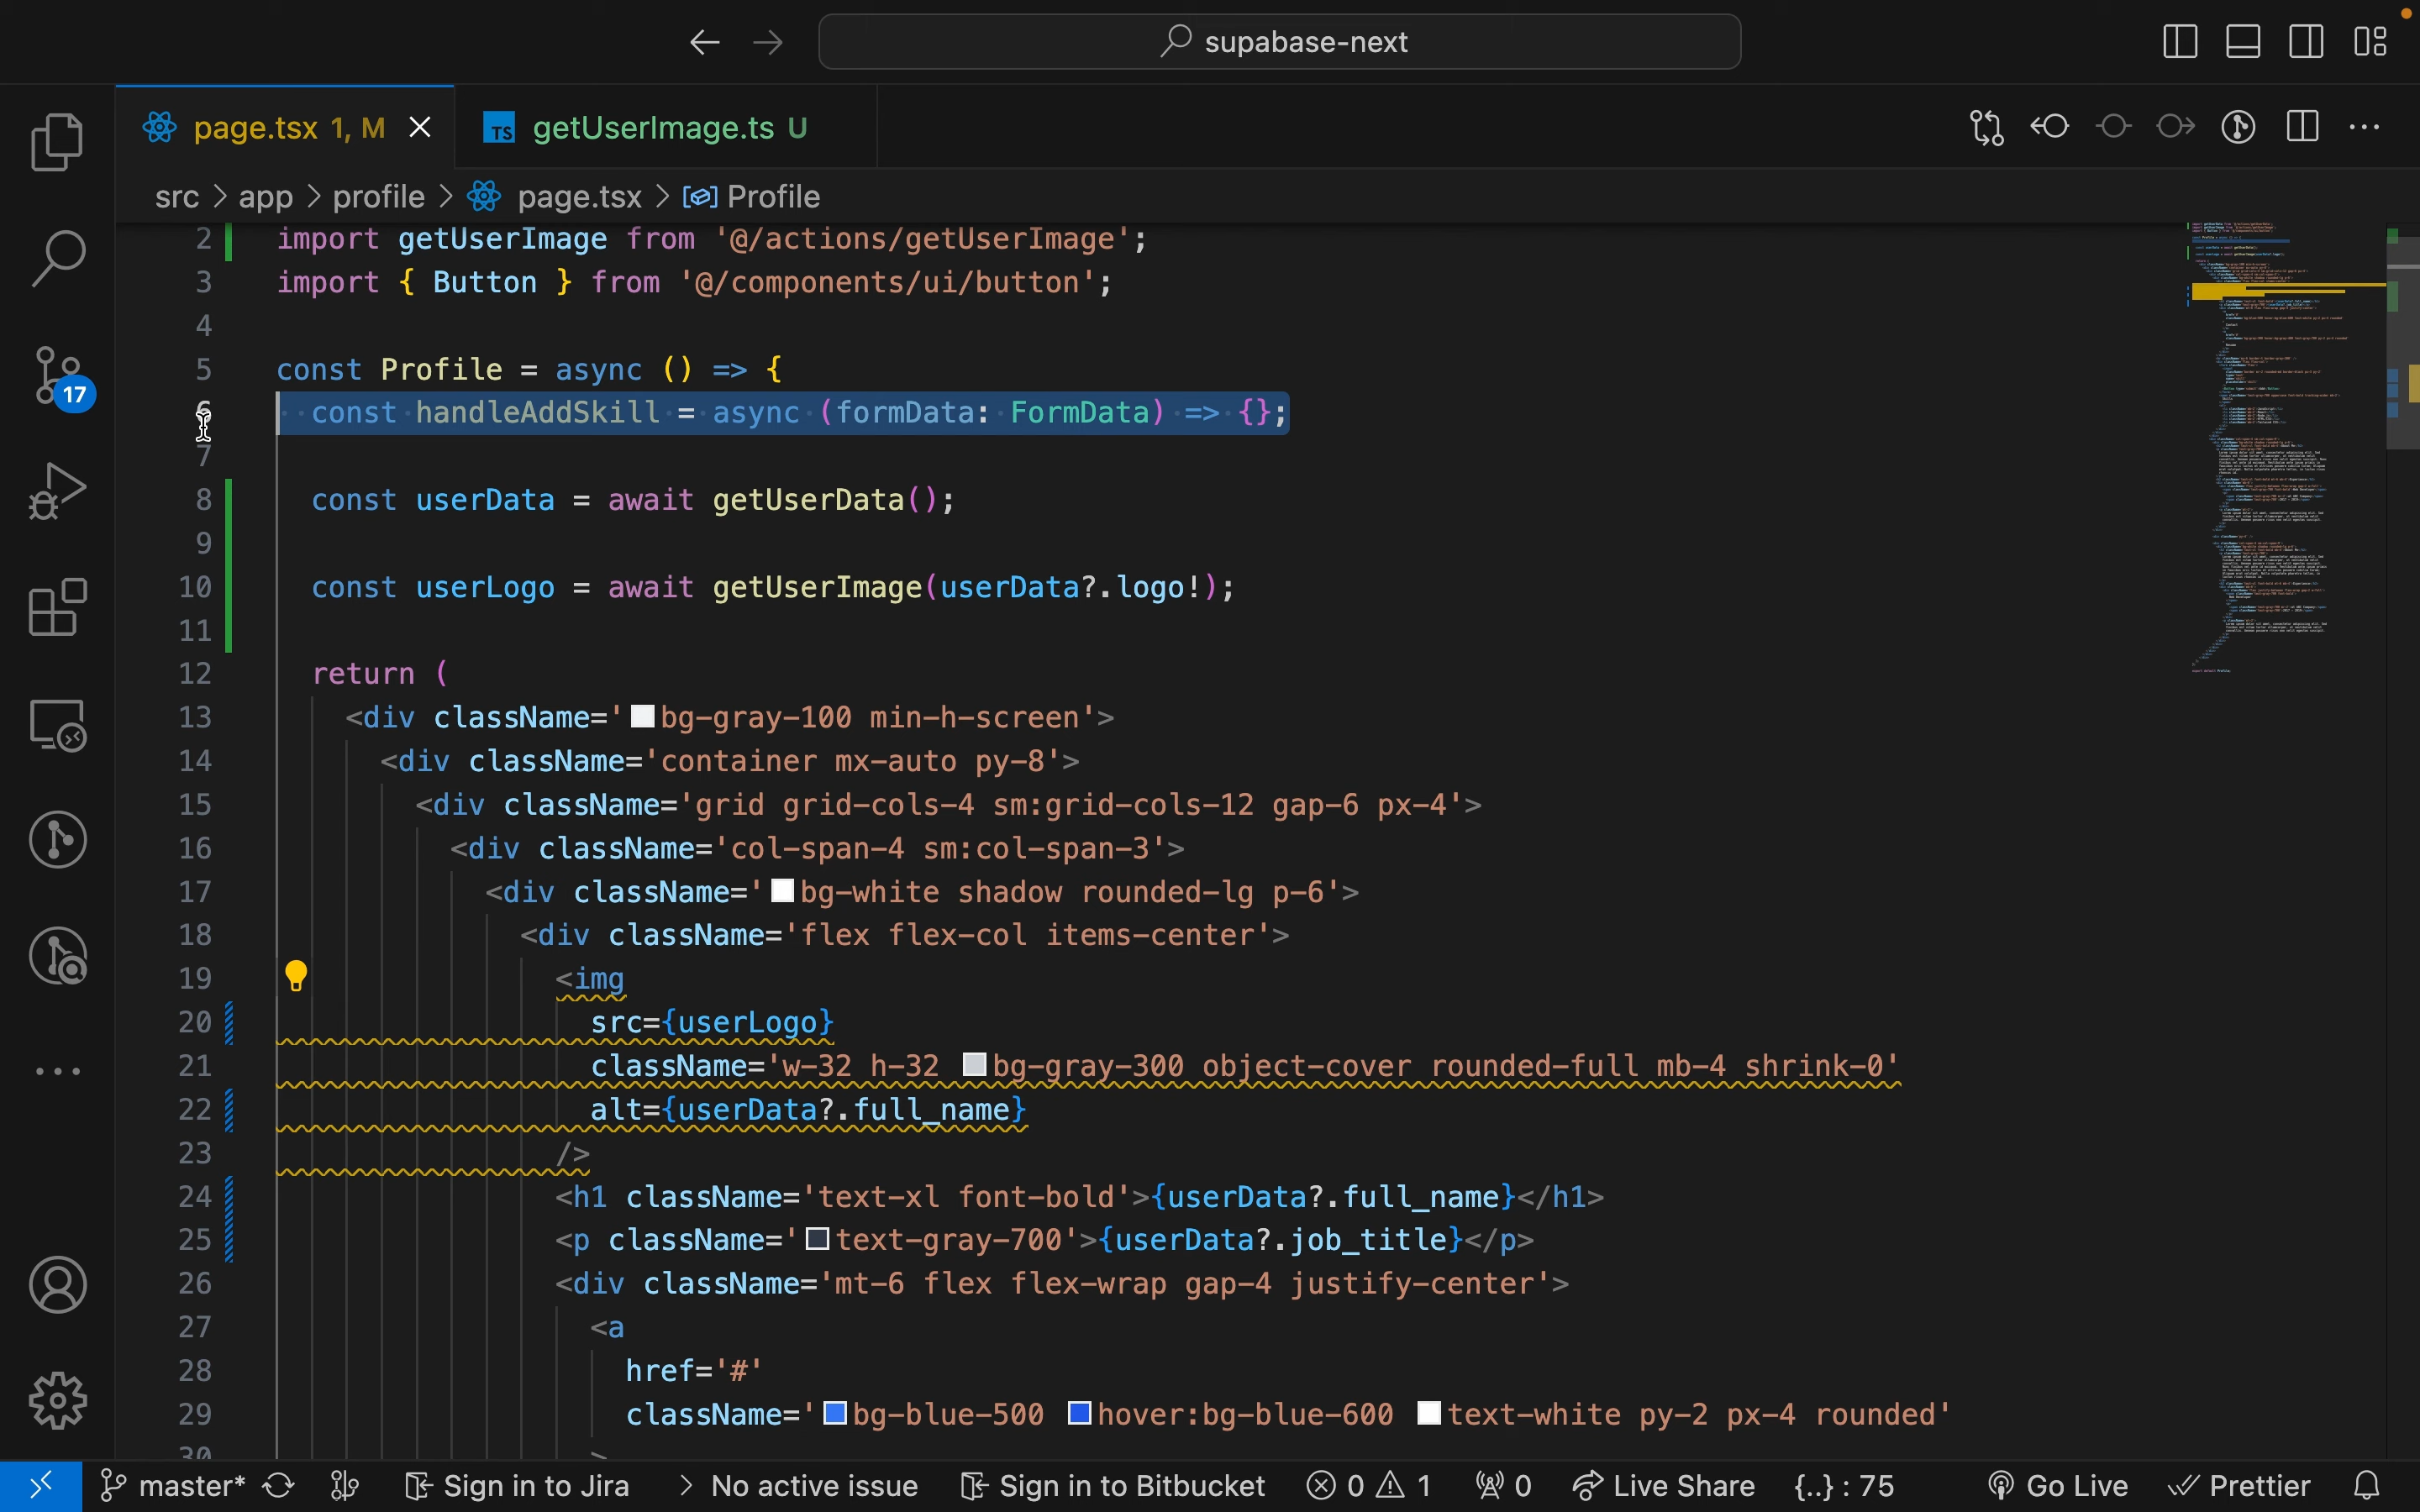 supabase-next
page.tsx 1, M
TS getUserImage.ts U
src > app > profile > page.tsx > Profile
2 import getUserImage from '@/actions/getUserImage';
3 import { Button } from '@/components/ui/button';
4
5 const Profile = async () => {
6 const handleAddSkill = async (formData: FormData) => {};
7
8 const userData = await getUserData();
9
10 const userLogo = await getUserImage(userData?.logo!);
11
12 return (
13 <div className='bg-gray-100 min-h-screen'>
14 <div className='container mx-auto py-8'>
15 <div className='grid grid-cols-4 sm:grid-cols-12 gap-6 px-4'>
16 <div className='col-span-4 sm:col-span-3'>
17 <div className='bg-white shadow rounded-lg p-6'>
18 <div className='flex flex-col items-center'>
19 <img
20 src={userLogo}
21 className='w-32 h-32 bg-gray-300 object-cover rounded-full mb-4 shrink-0'
22 alt={userData?.full_name}
23 />
24 <h1 className='text-xl font-bold'>{userData?.full_name}</h1>
25 <p className='text-gray-700'>{userData?.job_title}</p>
26 <div className='mt-6 flex flex-wrap gap-4 justify-center'>
27 <a
28 href='#'
29 className='bg-blue-500 hover:bg-blue-600 text-white py-2 px-4 rounded'
30 >
17
master* Sign in to Jira > No active issue Sign in to Bitbucket 0 1 0 Live Share {..} : 75 Go Live Prettier